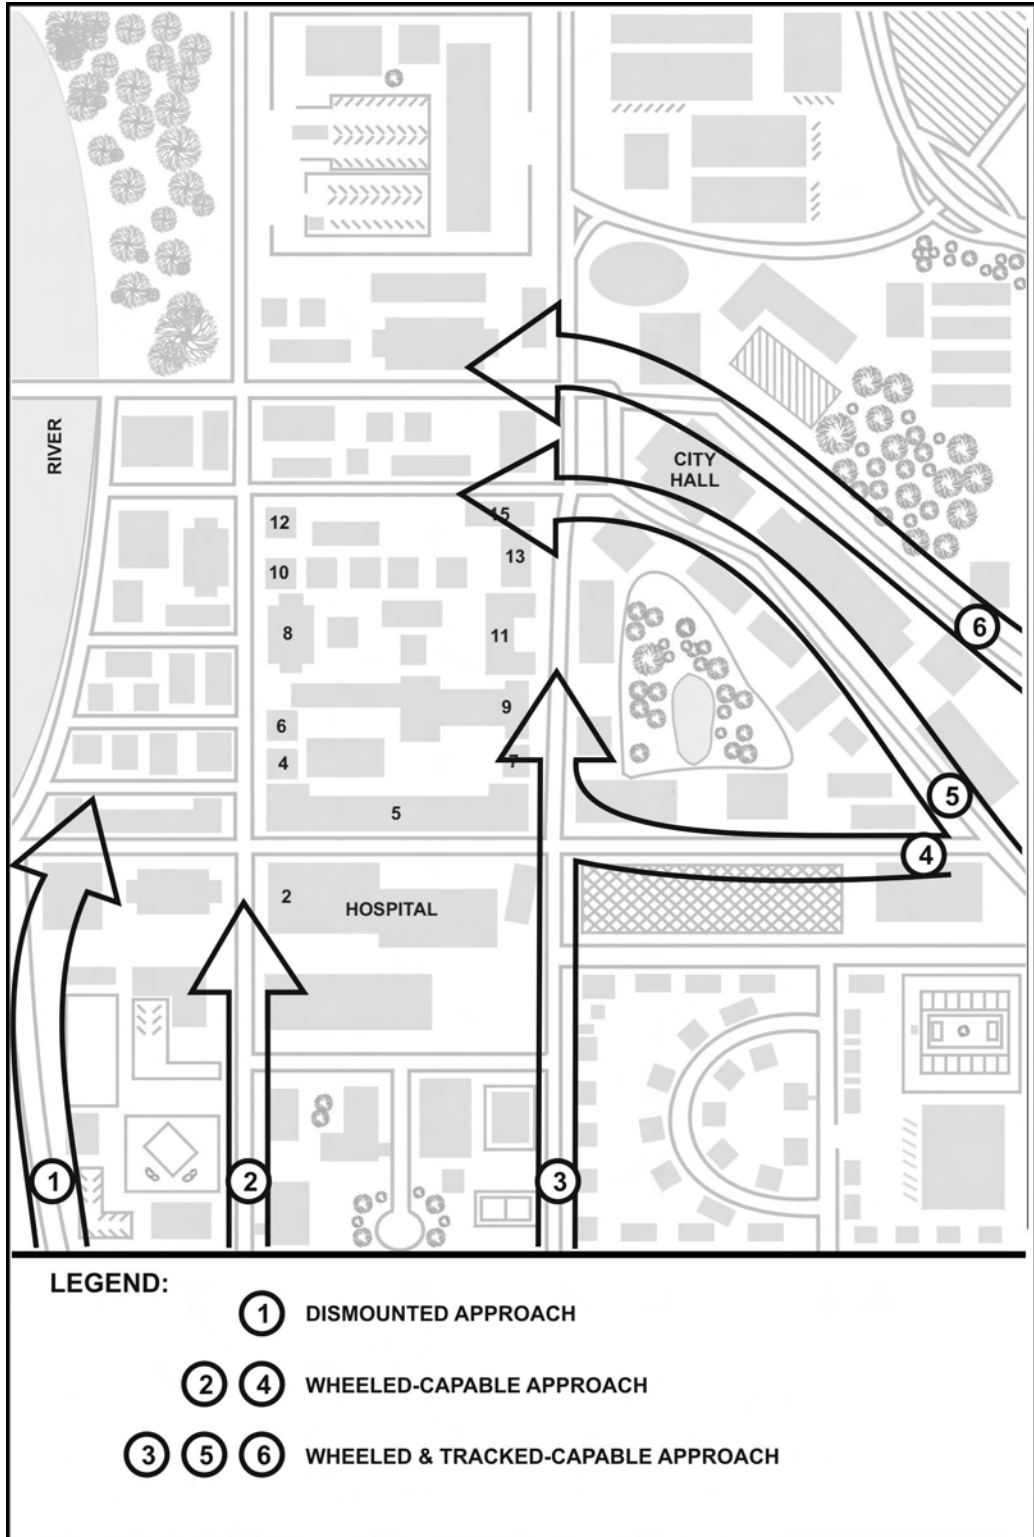 RIVER
CITY
HALL
12
15
13
10
8
11
9
6
4
7
5
2
HOSPITAL
6
5
4
1
2
3
LEGEND:
1 DISMOUNTED APPROACH
2 4 WHEELED-CAPABLE APPROACH
3 5 6 WHEELED & TRACKED-CAPABLE APPROACH